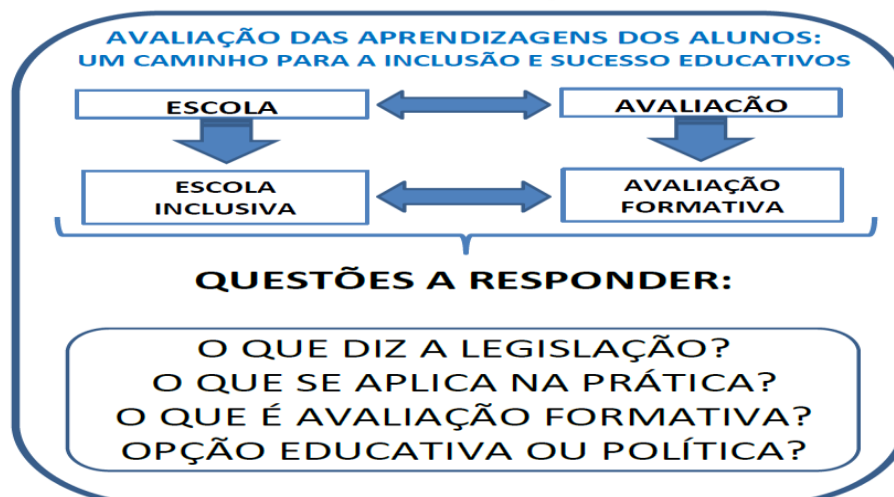 AVALIAÇÃO DAS APRENDIZAGENS DOS ALUNOS:
UM CAMINHO PARA A INCLUSÃO E SUCESSO EDUCATIVOS
ESCOLA
AVALIACÃO
ESCOLA
INCLUSIVA
AVALIAÇÃO
FORMATIVA
QUESTÕES A RESPONDER:
O QUE DIZ A LEGISLAÇÃO?
O QUE SE APLICA NA PRÁTICA?
O QUE É AVALIAÇÃO FORMATIVA?
OPÇÃO EDUCATIVA OU POLÍTICA?